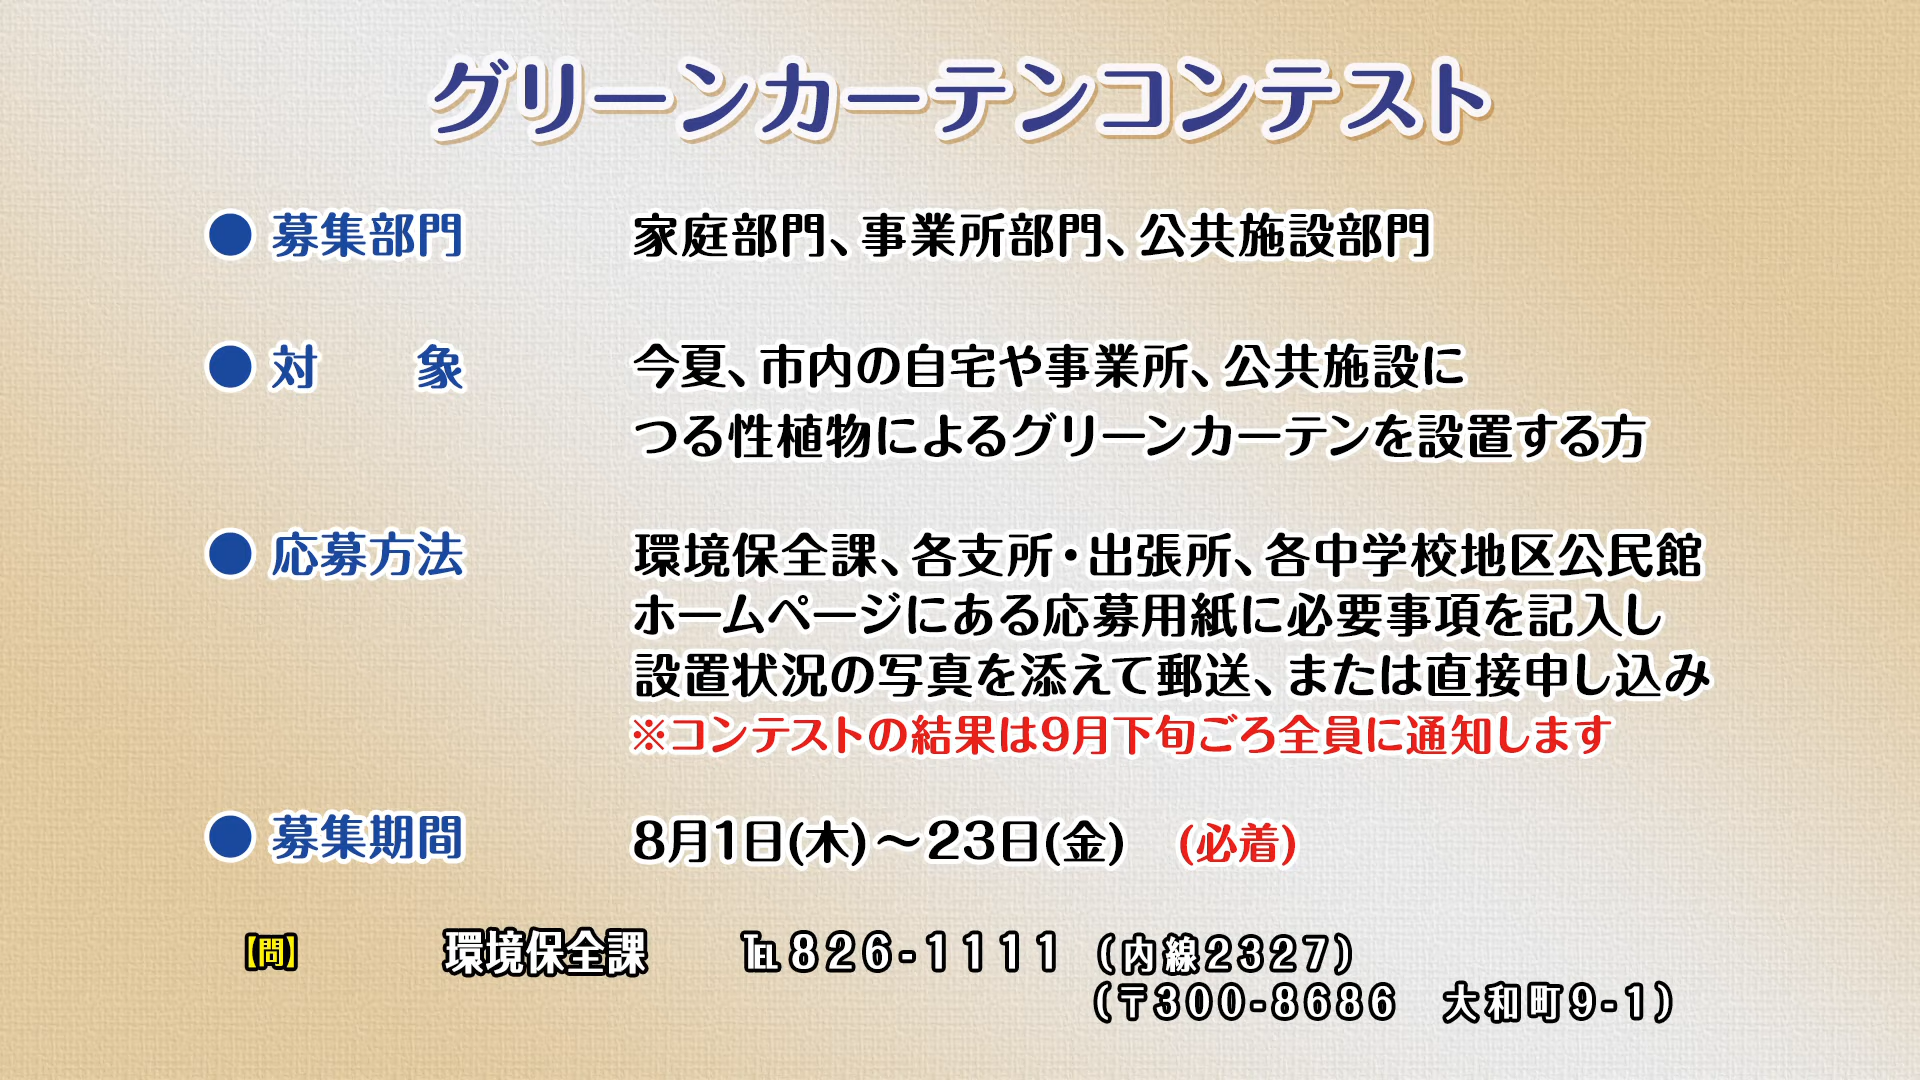 グリーンカーテンコンテスト
● 募集部門 家庭部門、事業所部門、公共施設部門
● 対　　象 今夏、市内の自宅や事業所、公共施設に
つる性植物によるグリーンカーテンを設置する方
● 応募方法 環境保全課、各支所・出張所、各中学校地区公民館
ホームページにある応募用紙に必要事項を記入し
設置状況の写真を添えて郵送、または直接申し込み
※コンテストの結果は9月下旬ごろ全員に通知します
● 募集期間 8月1日(木)～23日(金)　(必着)
【問】 環境保全課 ℡826-1111（内線2327）
（〒300-8686　大和町9-1）